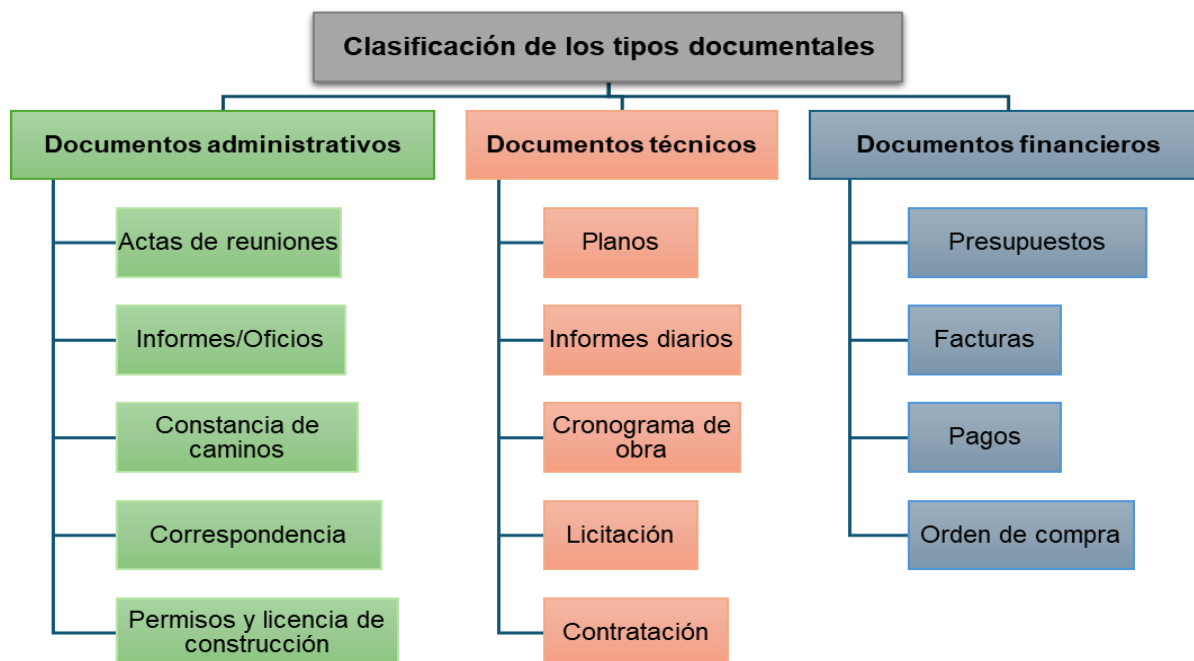 Clasificación de los tipos documentales
Documentos administrativos
Actas de reuniones
Informes/Oficios
Constancia de
caminos
Correspondencia
Permisos y licencia de
construcción
Documentos técnicos
Planos
Informes diarios
Cronograma de
obra
Licitación
Contratación
Documentos financieros
Presupuestos
Facturas
Pagos
Orden de compra